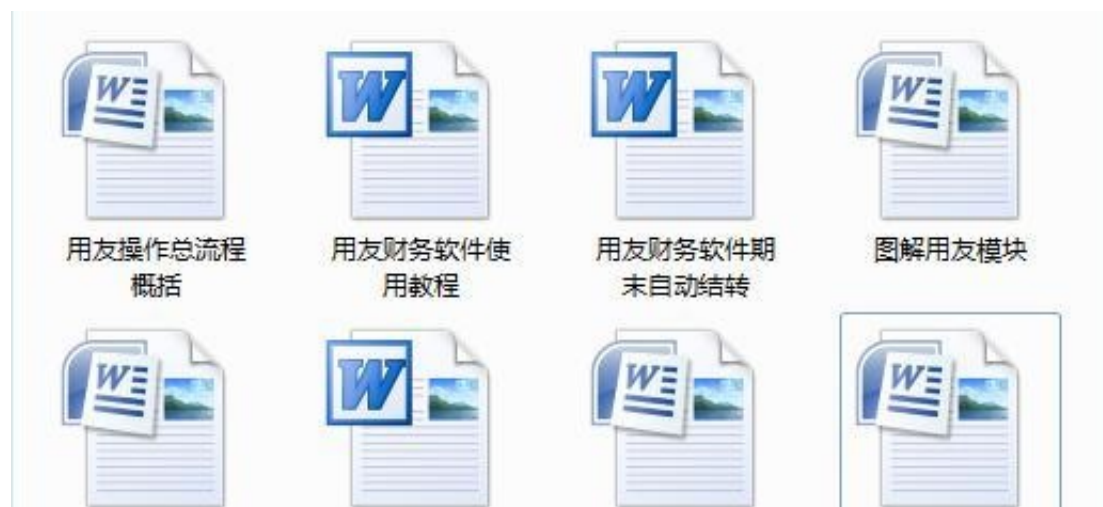 用友操作总流程
概括
用友财务软件使
用教程
用友财务软件期
末自动结转
图解用友模块